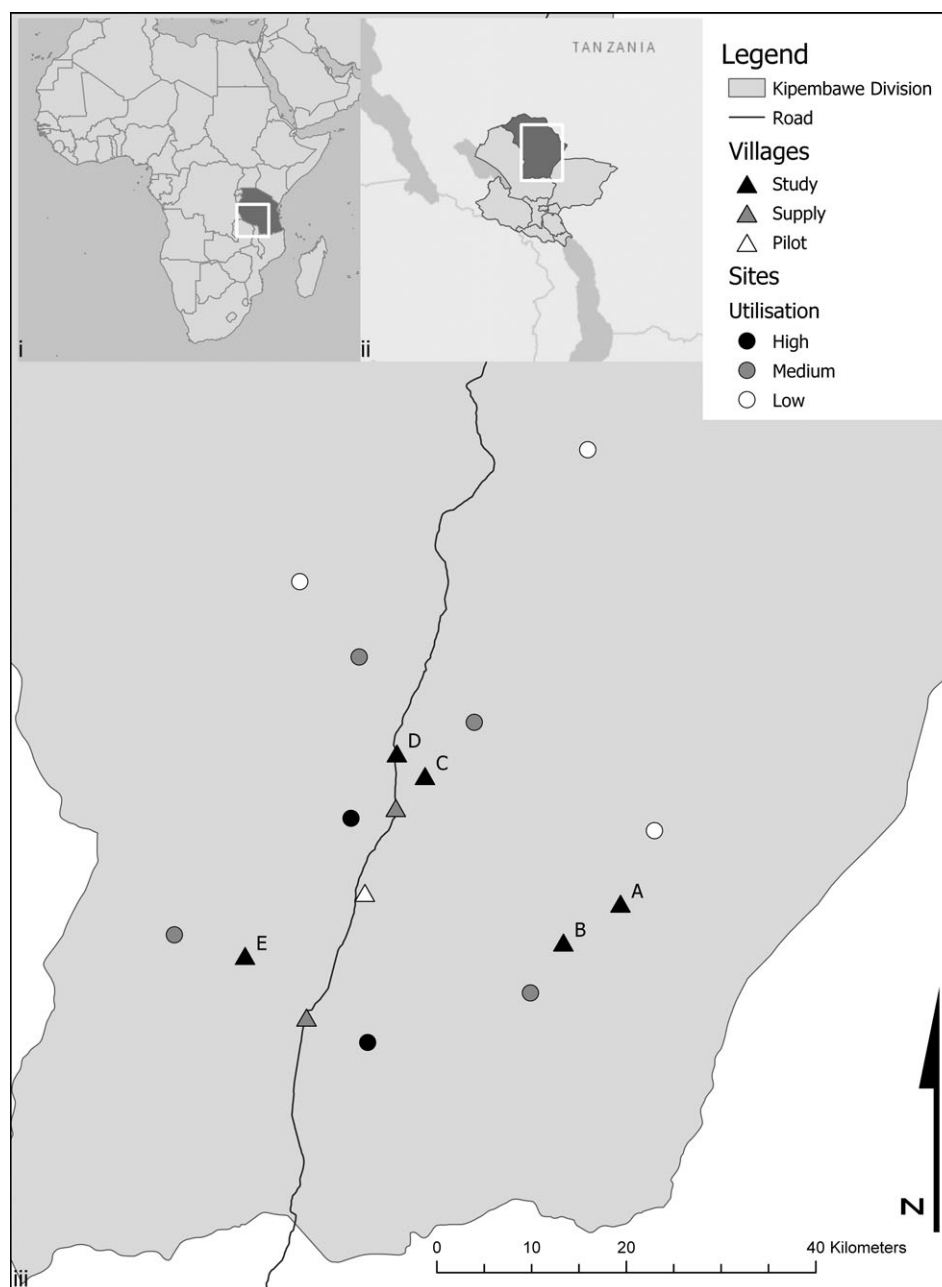 TANZANIA
i
ii
Legend
Kipembawe Division
Road
Villages
Study
Supply
Pilot
Sites
Utilisation
High
Medium
Low
D
C
A
B
E
N
0 10 20 40 Kilometers
iii